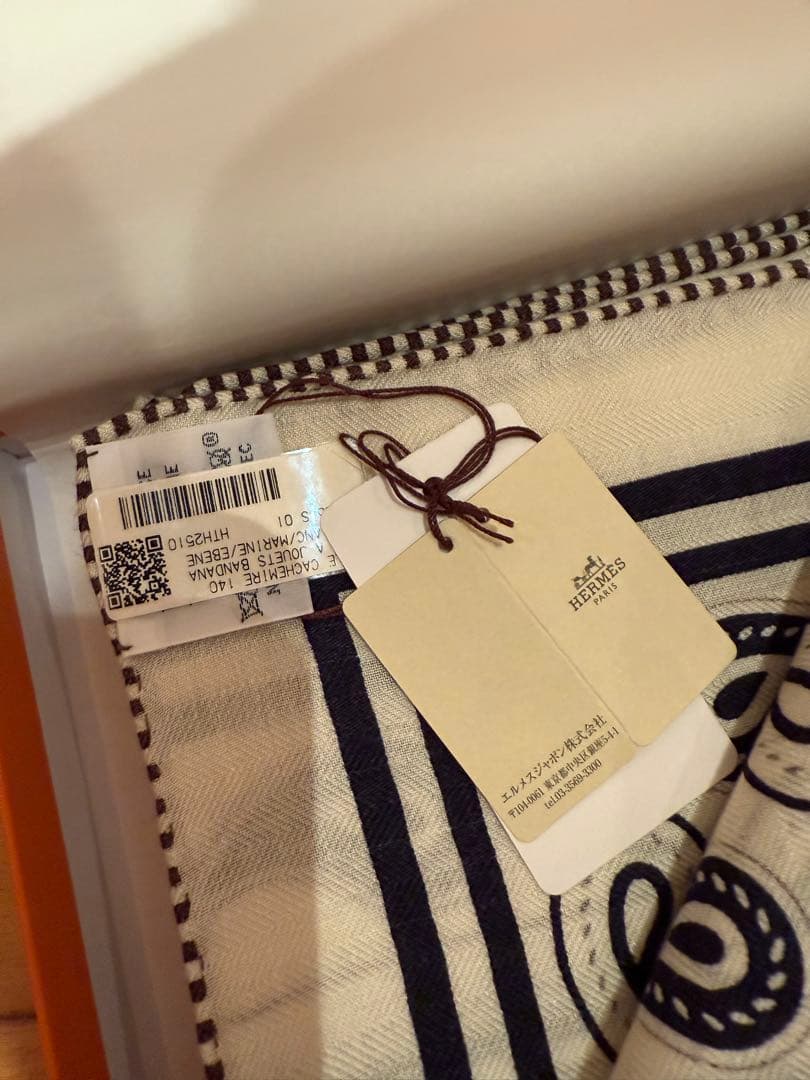 HERMES
PARIS
エルメスジャポン株式会社
〒104-0061 東京都中央区銀座5-4-1
tel.03-3569-3300
E CACHEMIRE 140
A JOUETS BANDANA
ANC/MARINE/EBENE
HTH2510
S 01